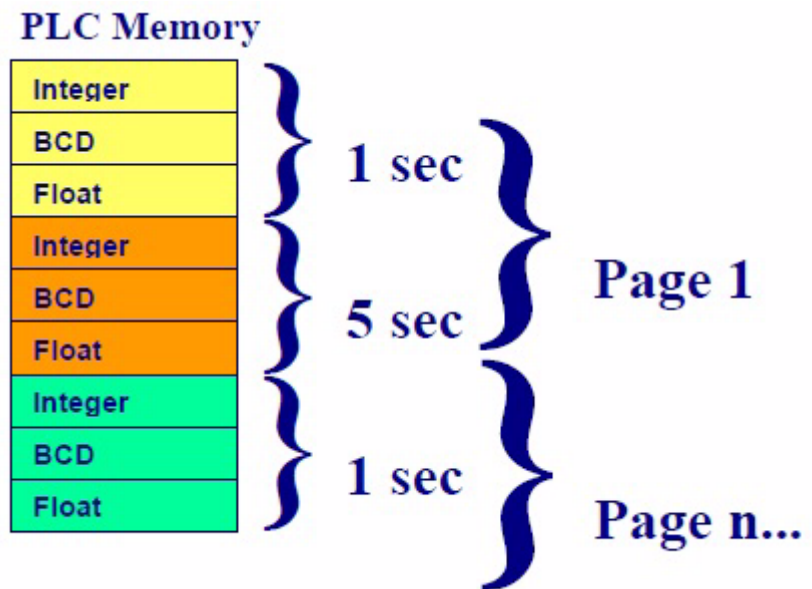 PLC Memory
Integer
BCD
Float
Integer
BCD
Float
Integer
BCD
Float
1 sec
5 sec
1 sec
Page 1
Page n...